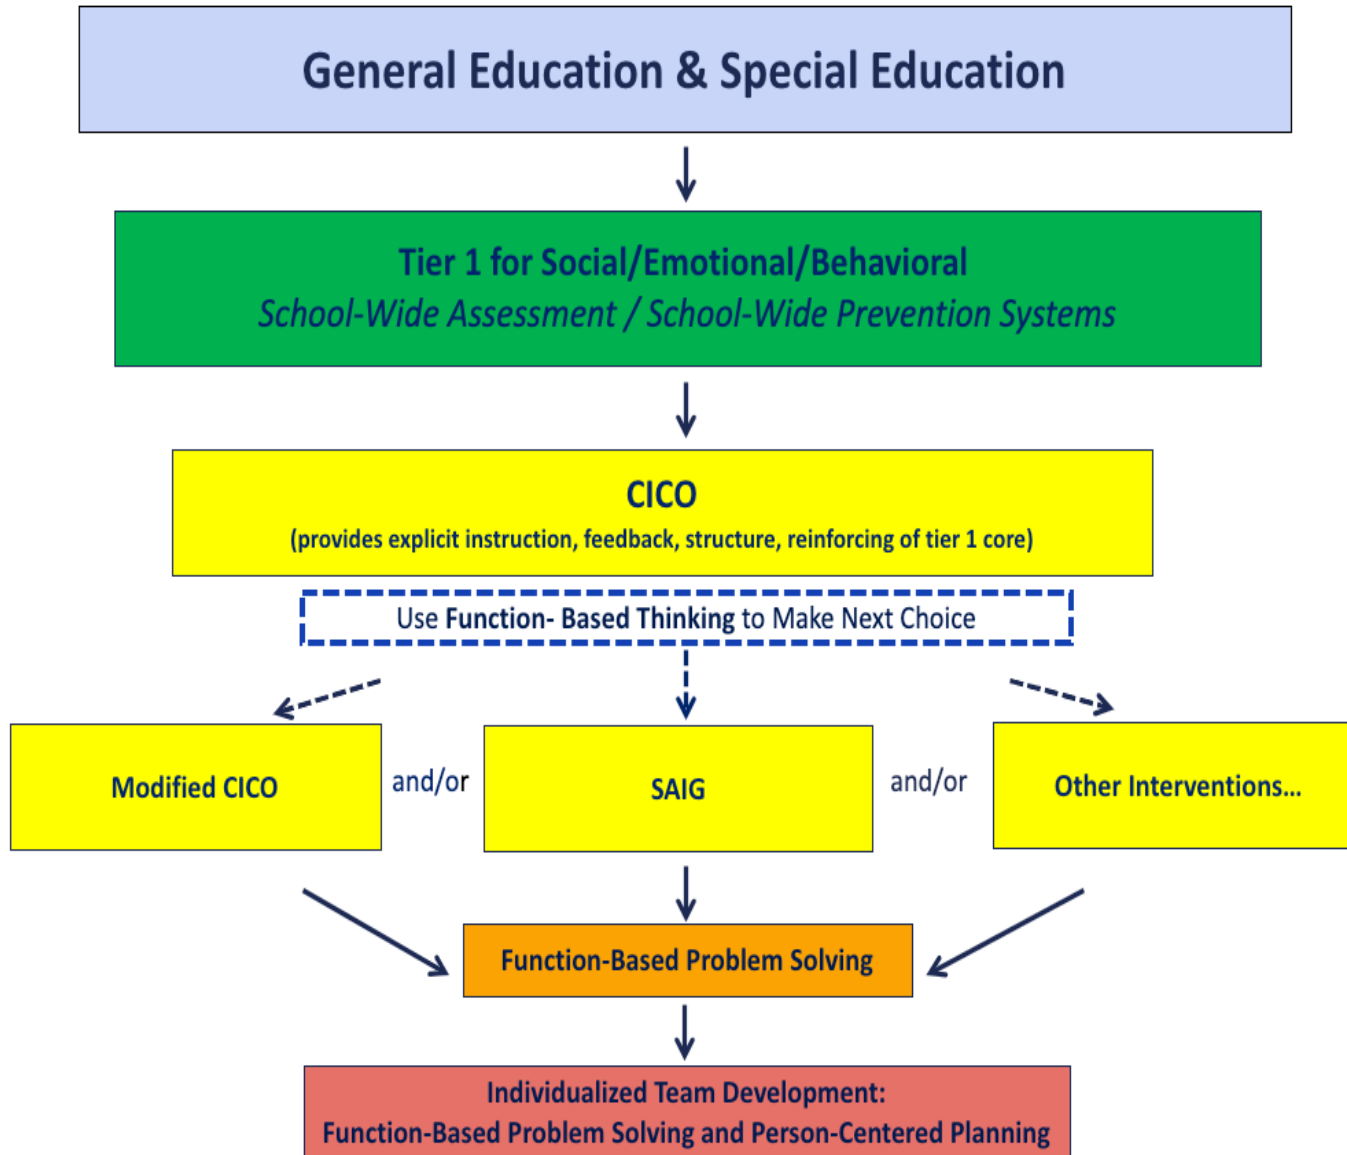 General Education & Special Education
Tier 1 for Social/Emotional/Behavioral
School-Wide Assessment / School-Wide Prevention Systems
CICO
(provides explicit instruction, feedback, structure, reinforcing of tier 1 core)
Use Function- Based Thinking to Make Next Choice
Modified CICO
and/or
SAIG
and/or
Other Interventions...
Function-Based Problem Solving
Individualized Team Development:
Function-Based Problem Solving and Person-Centered Planning